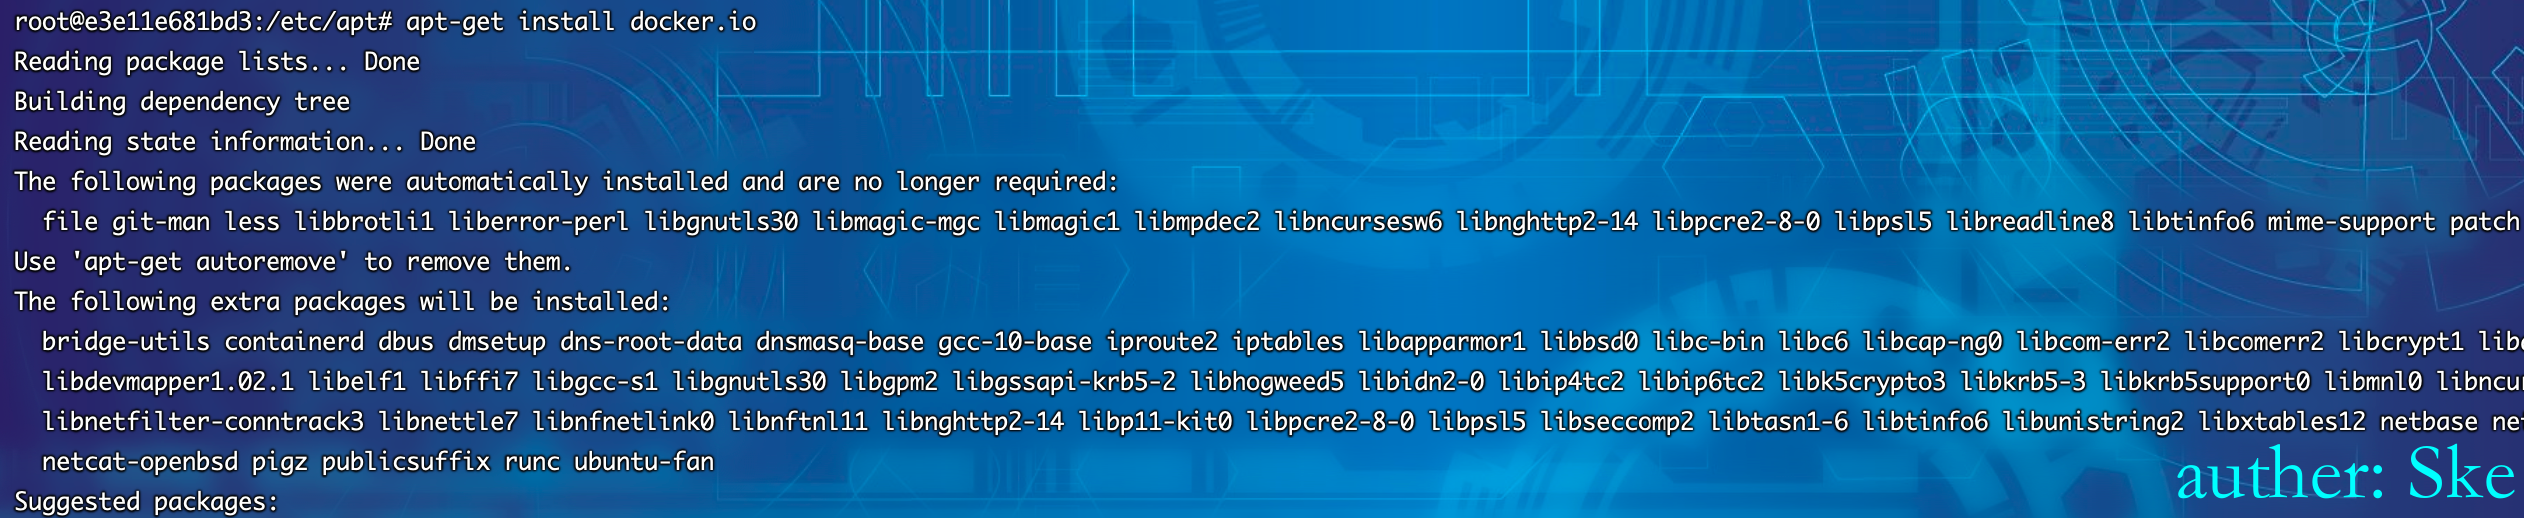 root@e3e11e681bd3:/etc/apt# apt-get install docker.io
Reading package lists... Done
Building dependency tree
Reading state information... Done
The following packages were automatically installed and are no longer required:
file git-man less libbrotli1 liberror-perl libgnutls30 libmagic-mgc libmagic1 libmpdec2 libncursesw6 libnghttp2-14 libpcre2-8-0 libpsl5 libreadline8 libtinfo6 mime-support patch
Use 'apt-get autoremove' to remove them.
The following extra packages will be installed:
bridge-utils containerd dbus dmsetup dns-root-data dnsmasq-base gcc-10-base iproute2 iptables libapparmor1 libbsd0 libc-bin libc6 libcap-ng0 libcom-err2 libcomerr2 libcrypt1
libdevmapper1.02.1 libelf1 libffi7 libgcc-s1 libgnutls30 libgpm2 libgssapi-krb5-2 libhogweed5 libidn2-0 libip4tc2 libip6tc2 libk5crypto3 libkrb5-3 libkrb5support0 libmnl0
libnetfilter-conntrack3 libnettle7 libnfnetlink0 libnftnl11 libnghttp2-14 libp11-kit0 libpcre2-8-0 libpsl5 libseccomp2 libtasn1-6 libtinfo6 libunistring2 libxtables12 netbase
netcat-openbsd pigz publicsuffix runc ubuntu-fan
Suggested packages:
auther: Ske